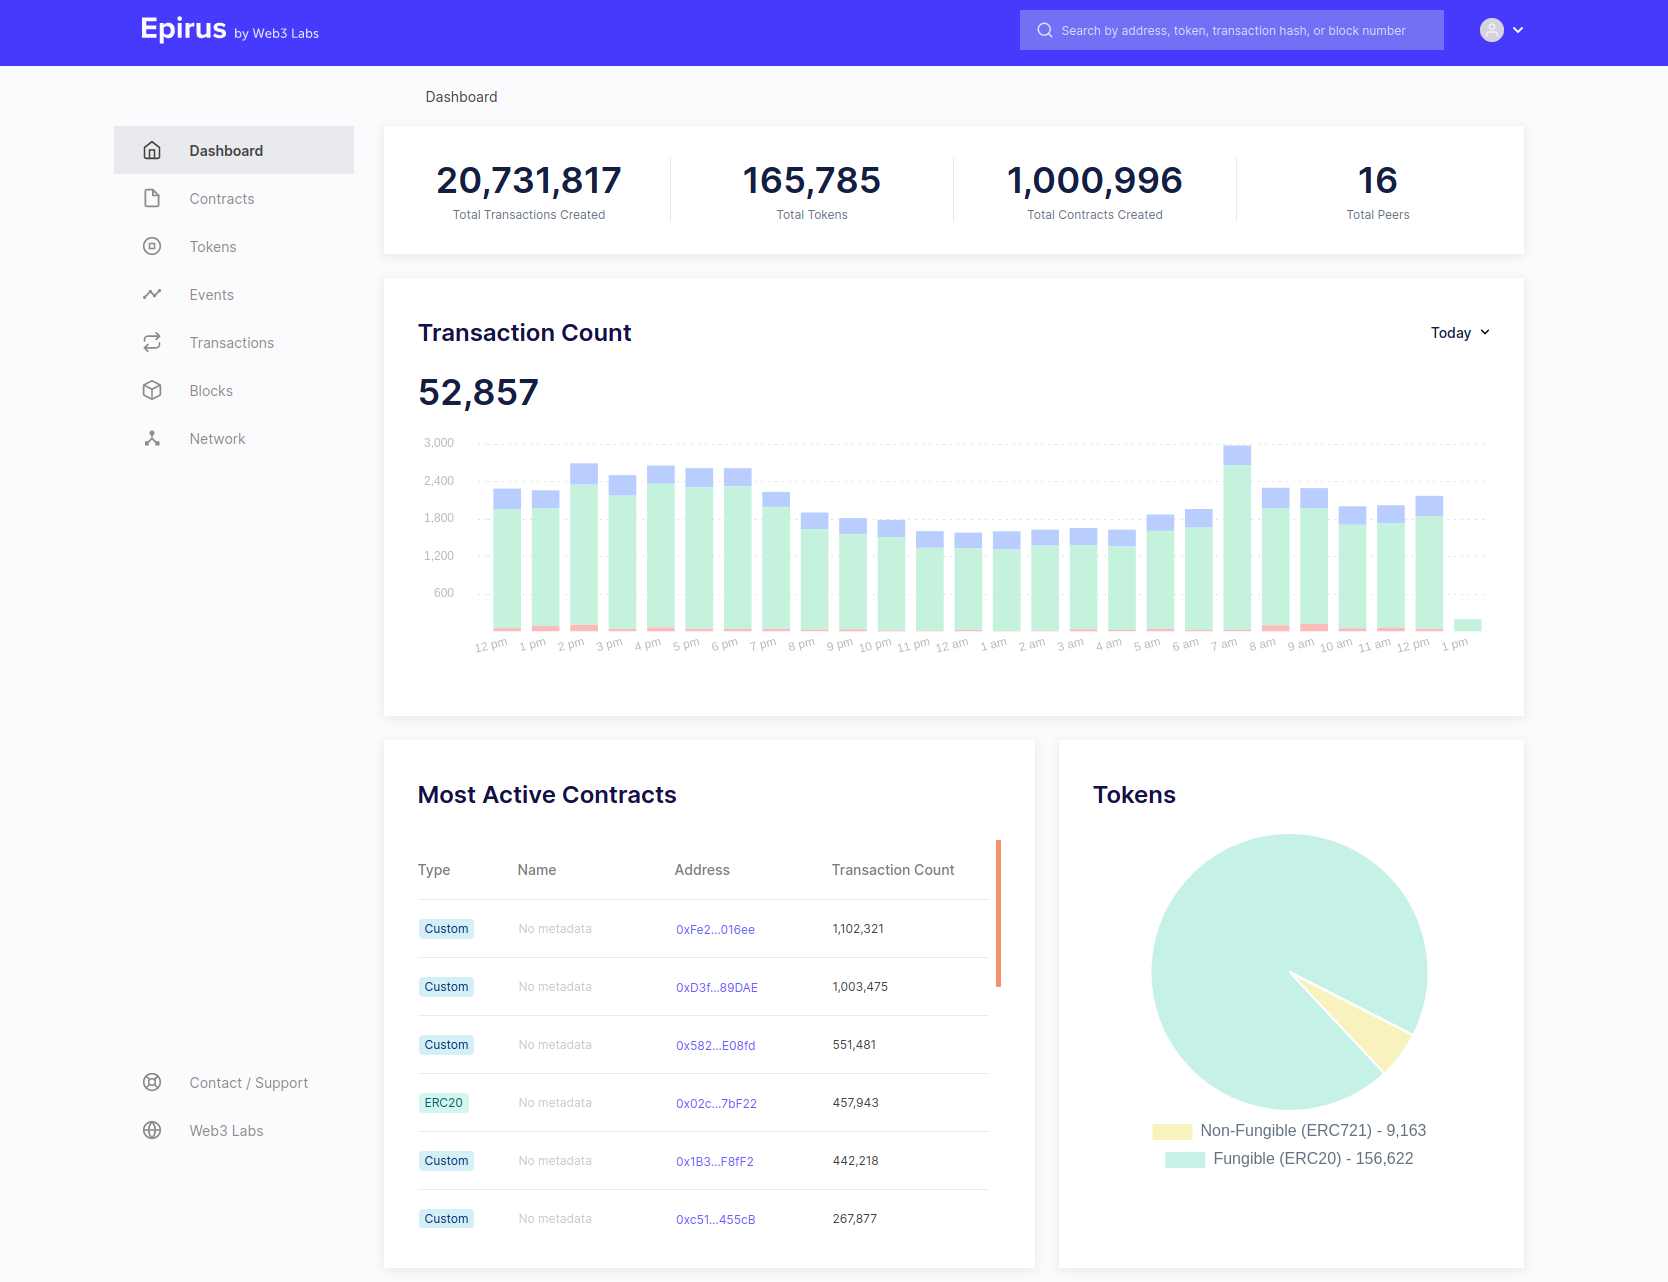 Epirus by Web3 Labs
Search by address, token, transaction hash, or block number
Dashboard
Dashboard
Contracts
Tokens
Events
Transactions
Blocks
Network
Contact / Support
Web3 Labs
20,731,817 165,785 1,000,996 16
Total Transactions Created Total Tokens Total Contracts Created Total Peers
Transaction Count Today
52,857
3,000
2,400
1,800
1,200
600
12 pm 1 pm 2 pm 3 pm 4 pm 5 pm 6 pm 7 pm 8 pm 9 pm 10 pm 11 pm 12 am 1 am 2 am 3 am 4 am 5 am 6 am 7 am 8 am 9 am 10 am 11 am 12 pm 1 pm
Most Active Contracts
Type Name Address Transaction Count
Custom No metadata 0xFe2...016ee 1,102,321
Custom No metadata 0xD3f...89DAE 1,003,475
Custom No metadata 0x582...E08fd 551,481
ERC20 No metadata 0x02c...7bF22 457,943
Custom No metadata 0x1B3...F8fF2 442,218
Custom No metadata 0xc51...455cB 267,877
Tokens
Non-Fungible (ERC721) - 9,163
Fungible (ERC20) - 156,622